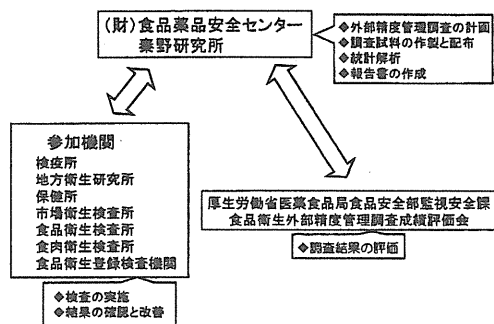 (財)食品薬品安全センター
秦野研究所
◆外部精度管理調査の計画
◆調査試料の作製と配布
◆統計解析
◆報告書の作成
参加機関
検疫所
地方衛生研究所
保健所
市場衛生検査所
食品衛生検査所
食肉衛生検査所
食品衛生登録検査機関
◆検査の実施
◆結果の確認と改善
厚生労働省医薬食品局食品安全部監視安全課
食品衛生外部精度管理調査成績評価会
◆調査結果の評価